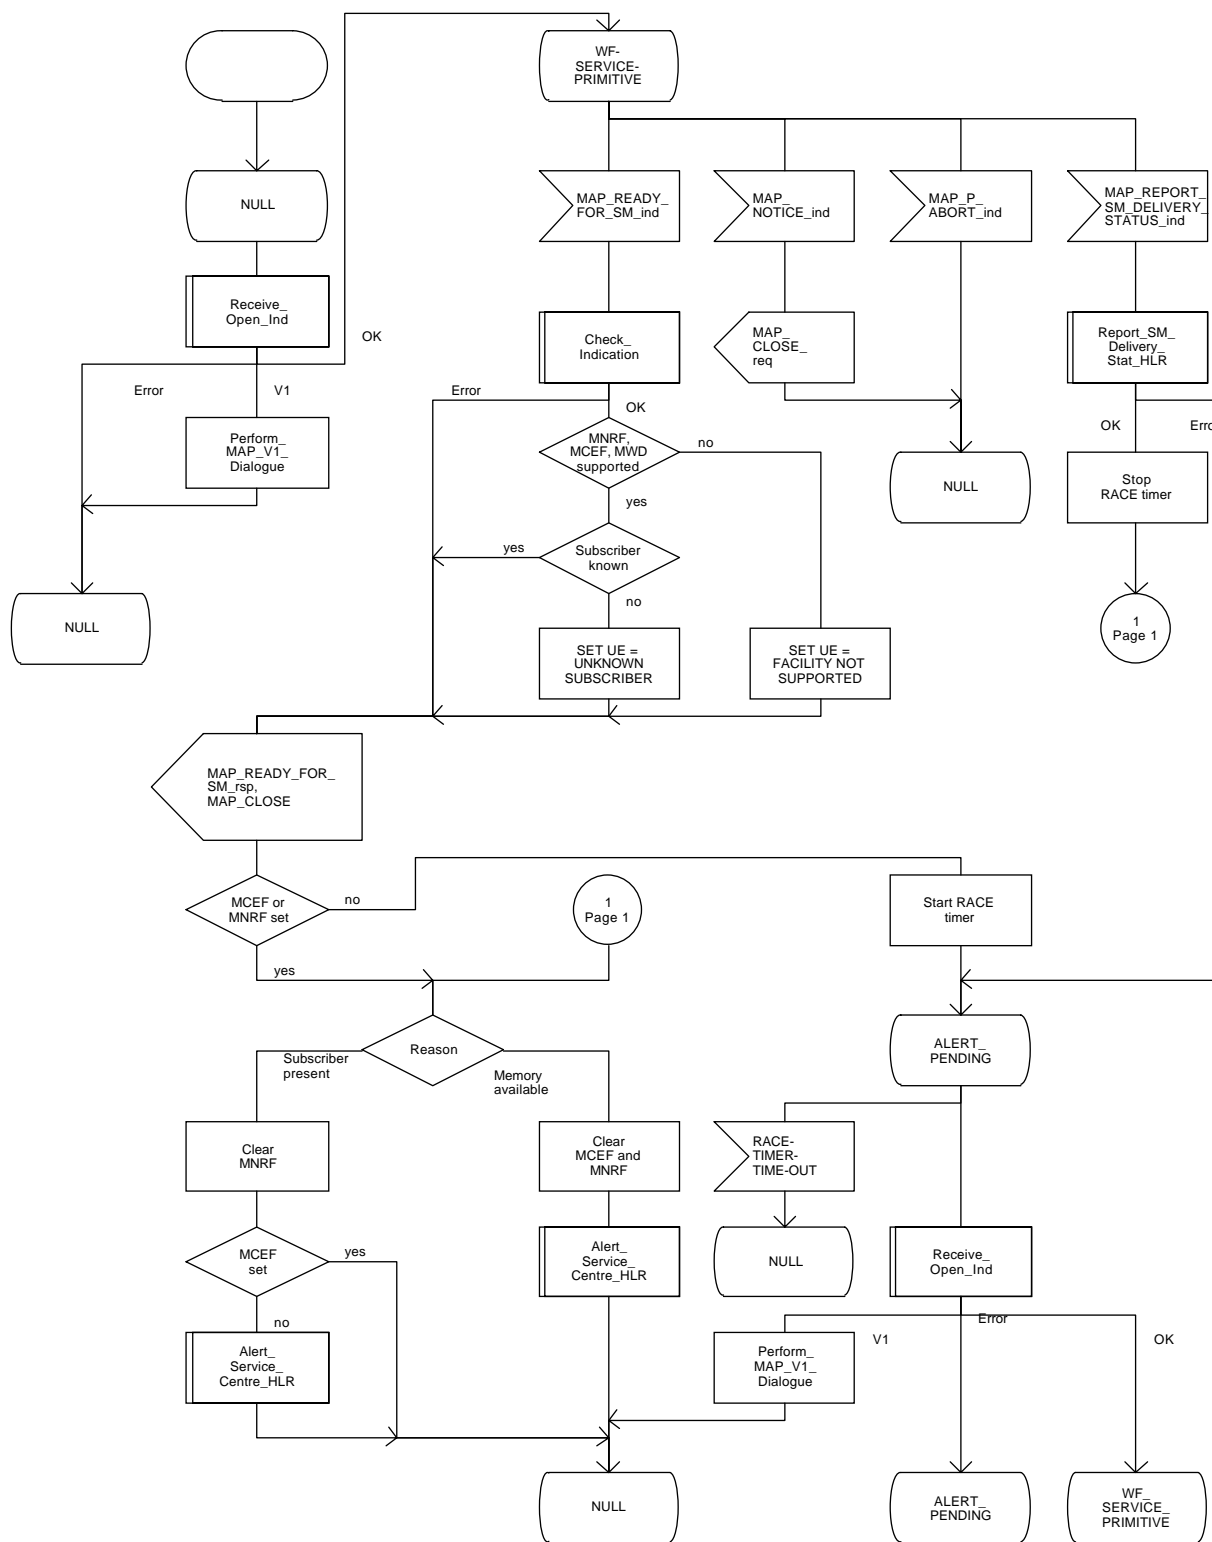 WF-
SERVICE-
PRIMITIVE
NULL
MAP_READY_
FOR_SM_ind
MAP_
NOTICE_ind
MAP_P_
ABORT_ind
MAP_REPORT_
SM_DELIVERY_
STATUS_ind
Receive_
Open_Ind
OK
Error
V1
Check_
Indication
MAP_
CLOSE_
req
Report_SM_
Delivery_
Stat_HLR
Error
OK
OK
Erro
Perform_
MAP_V1_
Dialogue
MNRF,
MCEF, MWD
supported
no
yes
NULL
Stop
RACE timer
Subscriber
known
yes
no
NULL
SET UE =
UNKNOWN
SUBSCRIBER
SET UE =
FACILITY NOT
SUPPORTED
1
Page 1
MAP_READY_FOR_
SM_rsp,
MAP_CLOSE
MCEF or
MNRF set
no
yes
1
Page 1
Start RACE
timer
Reason
Subscriber
present
Memory
available
ALERT_
PENDING
Clear
MNRF
Clear
MCEF and
MNRF
RACE-
TIMER-
TIME-OUT
MCEF
set
yes
no
Alert_
Service_
Centre_HLR
NULL
Receive_
Open_Ind
Error
V1
OK
Alert_
Service_
Centre_HLR
Perform_
MAP_V1_
Dialogue
NULL
ALERT_
PENDING
WF_
SERVICE_
PRIMITIVE